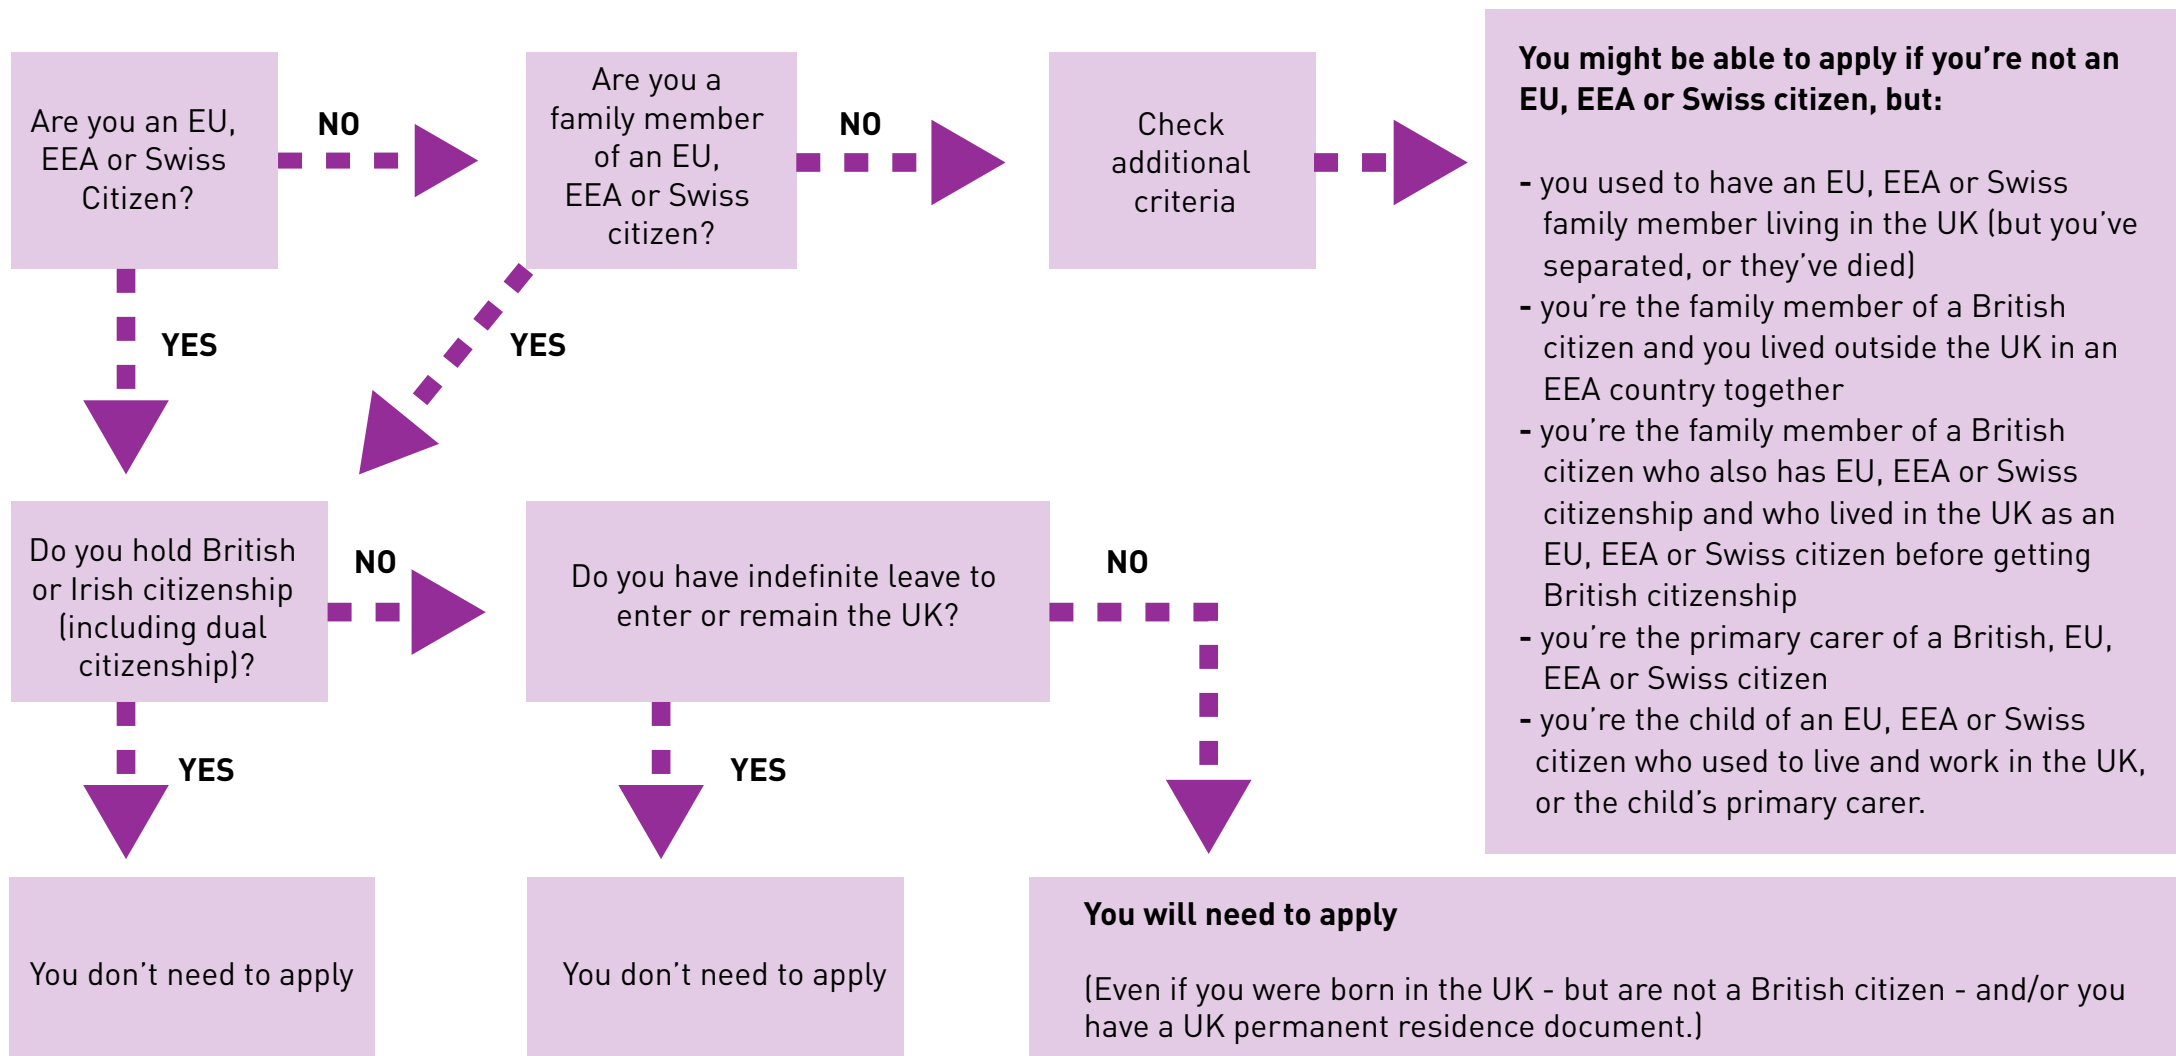 Are you an EU,
EEA or Swiss
Citizen?
NO
Are you a
family member
of an EU,
EEA or Swiss
citizen?
NO
Check
additional
criteria
You might be able to apply if you’re not an
EU, EEA or Swiss citizen, but:
- you used to have an EU, EEA or Swiss
family member living in the UK (but you’ve
separated, or they’ve died)
- you’re the family member of a British
citizen and you lived outside the UK in an
EEA country together
- you’re the family member of a British
citizen who also has EU, EEA or Swiss
citizenship and who lived in the UK as an
EU, EEA or Swiss citizen before getting
British citizenship
- you’re the primary carer of a British, EU,
EEA or Swiss citizen
- you’re the child of an EU, EEA or Swiss
citizen who used to live and work in the UK,
or the child’s primary carer.
YES
YES
Do you hold British
or Irish citizenship
(including dual
citizenship)?
NO
Do you have indefinite leave to
enter or remain the UK?
NO
YES
YES
You don’t need to apply
You don’t need to apply
You will need to apply
(Even if you were born in the UK - but are not a British citizen - and/or you
have a UK permanent residence document.)